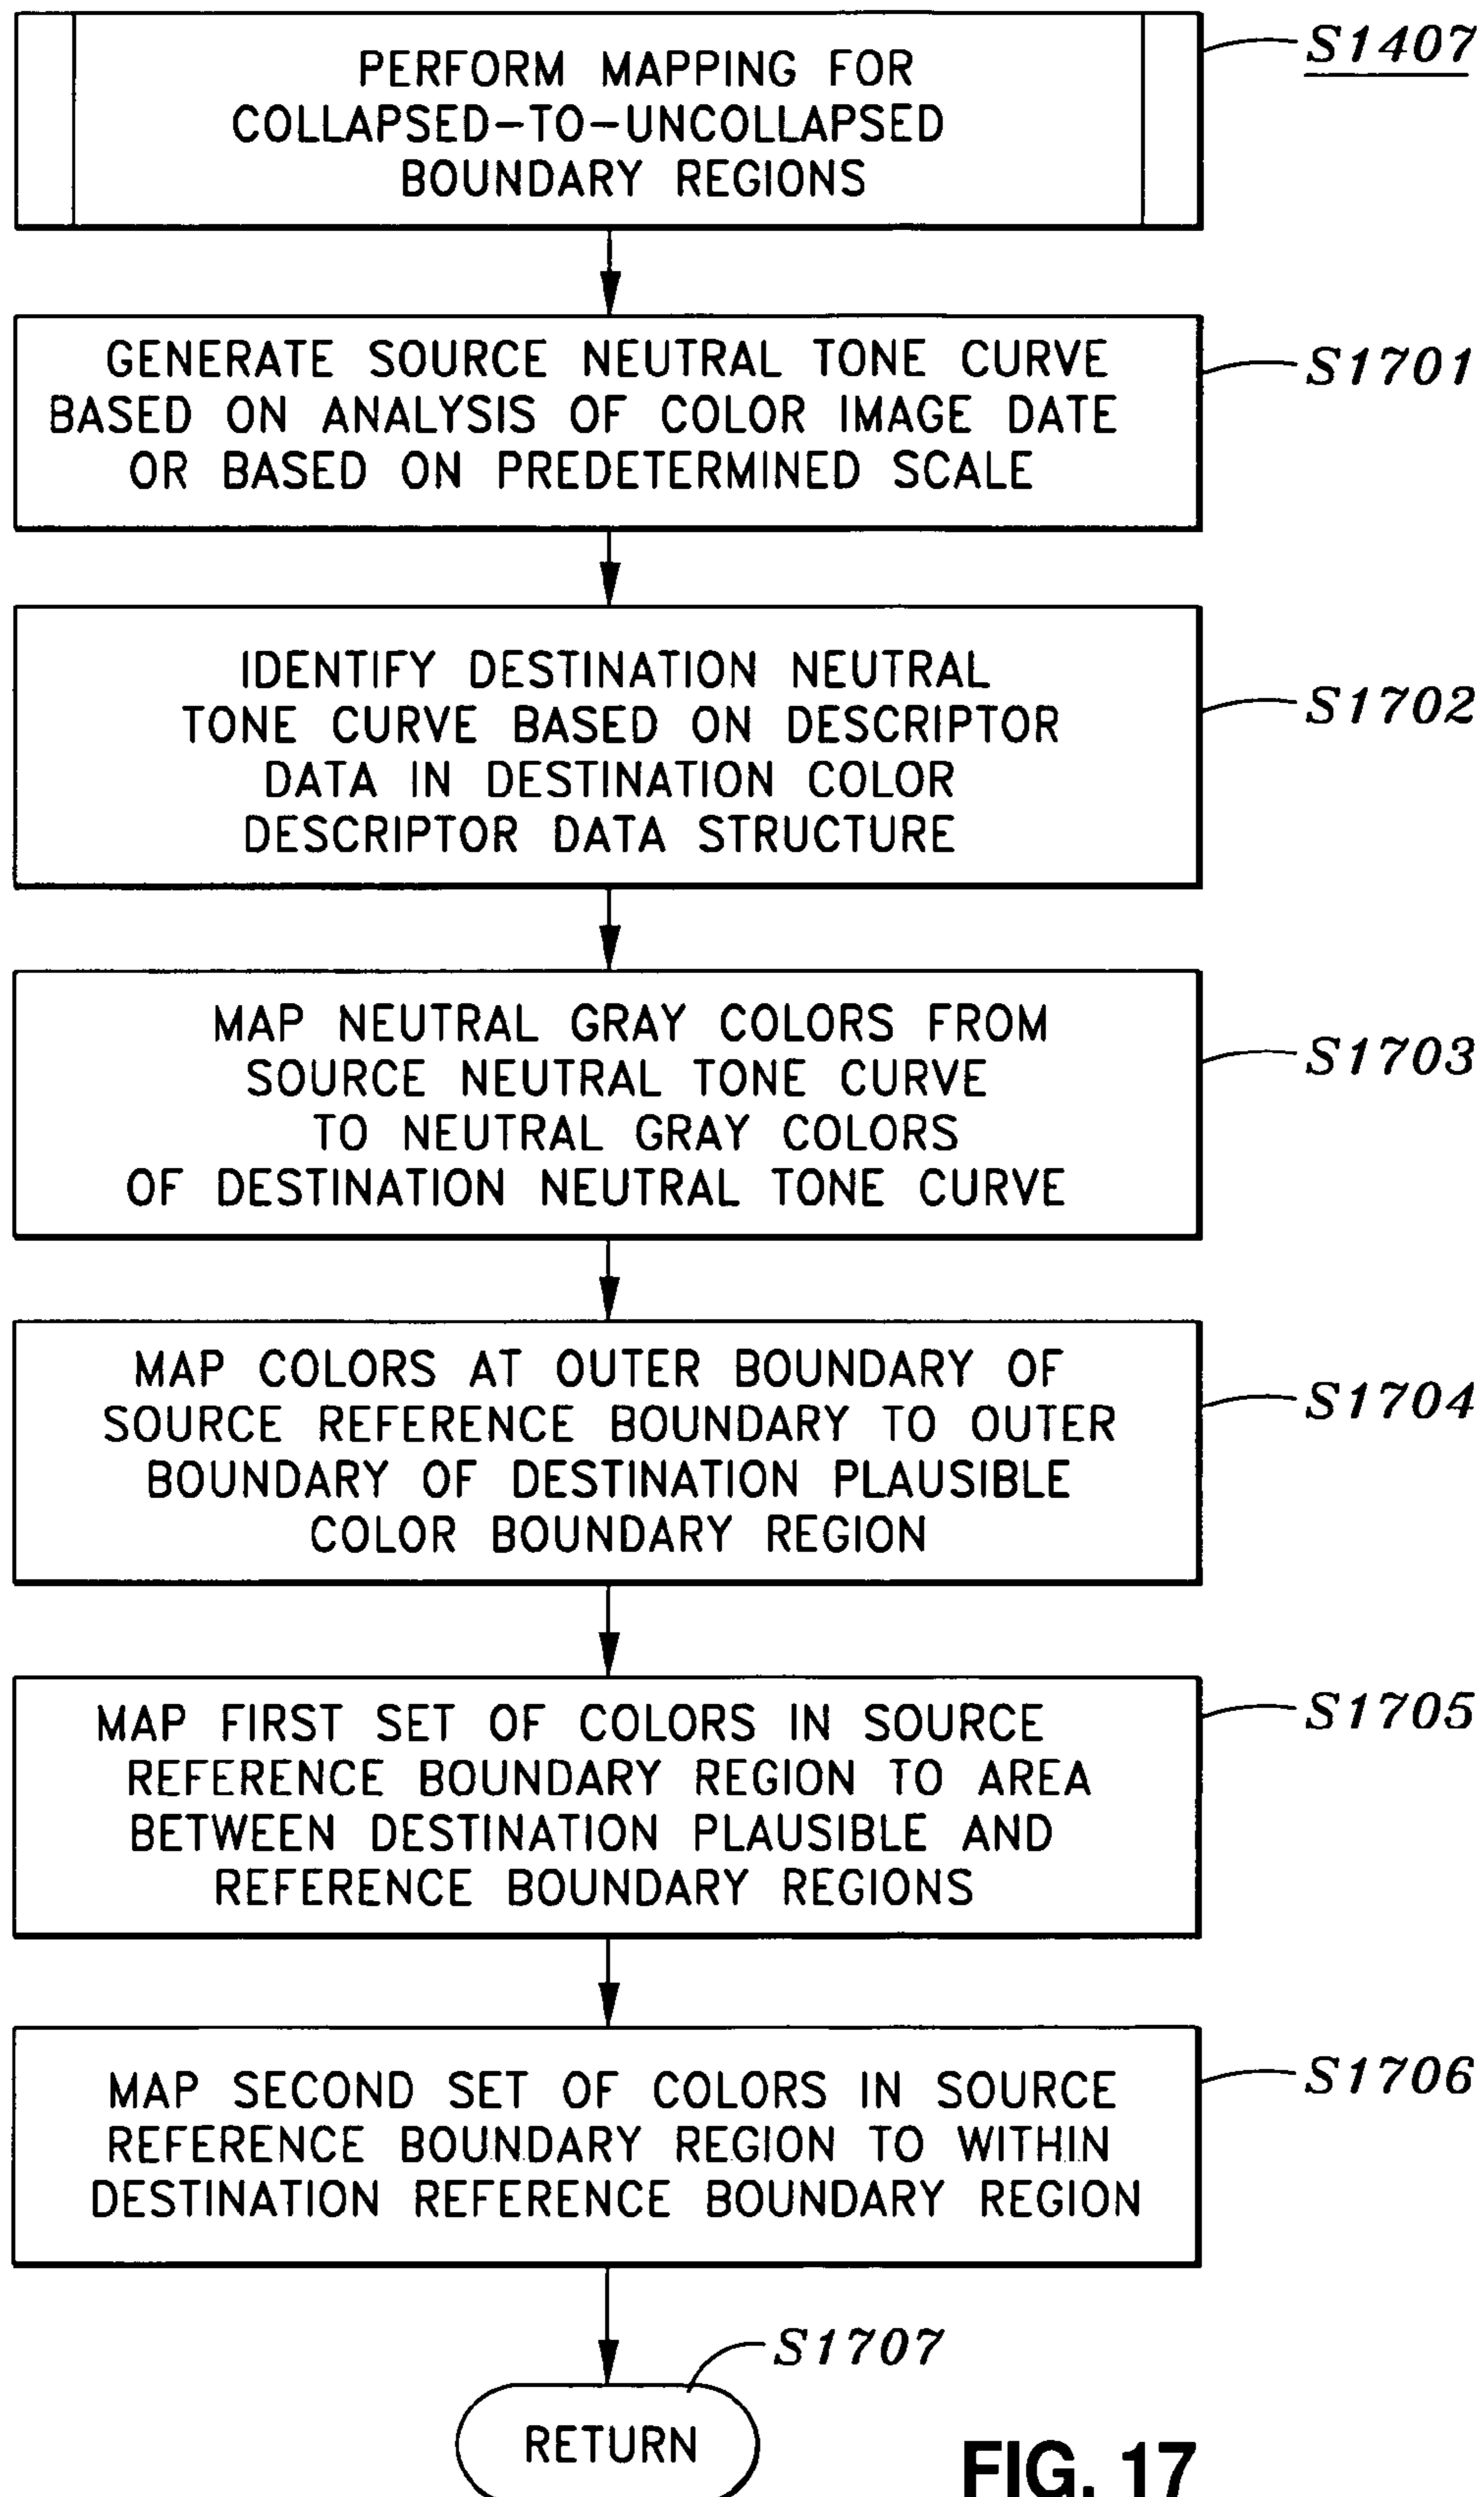 PERFORM MAPPING FOR
COLLAPSED-TO-UNCOLLAPSED
BOUNDARY REGIONS
S1407
GENERATE SOURCE NEUTRAL TONE CURVE
BASED ON ANALYSIS OF COLOR IMAGE DATE
OR BASED ON PREDETERMINED SCALE
S1701
IDENTIFY DESTINATION NEUTRAL
TONE CURVE BASED ON DESCRIPTOR
DATA IN DESTINATION COLOR
DESCRIPTOR DATA STRUCTURE
S1702
MAP NEUTRAL GRAY COLORS FROM
SOURCE NEUTRAL TONE CURVE
TO NEUTRAL GRAY COLORS
OF DESTINATION NEUTRAL TONE CURVE
S1703
MAP COLORS AT OUTER BOUNDARY OF
SOURCE REFERENCE BOUNDARY TO OUTER
BOUNDARY OF DESTINATION PLAUSIBLE
COLOR BOUNDARY REGION
S1704
MAP FIRST SET OF COLORS IN SOURCE
REFERENCE BOUNDARY REGION TO AREA
BETWEEN DESTINATION PLAUSIBLE AND
REFERENCE BOUNDARY REGIONS
S1705
MAP SECOND SET OF COLORS IN SOURCE
REFERENCE BOUNDARY REGION TO WITHIN
DESTINATION REFERENCE BOUNDARY REGION
S1706
S1707
RETURN
FIG. 17